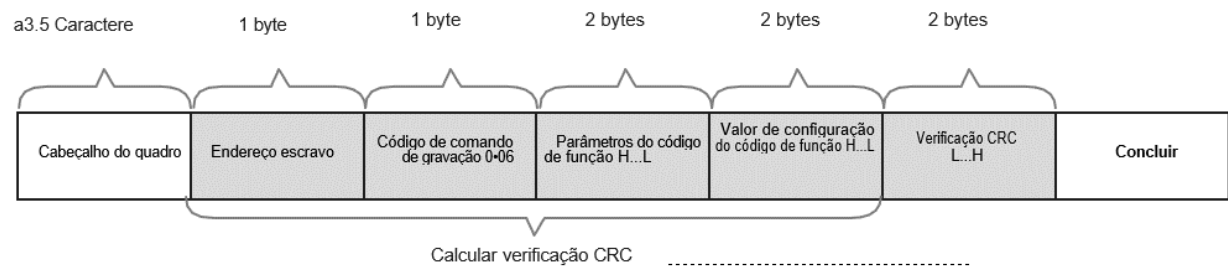 a3.5 Caractere
1 byte
1 byte
2 bytes
2 bytes
2 bytes
Cabeçalho do quadro
Endereço escravo
Código de comando
de gravação 0•06
Parâmetros do código
de função H...L
Valor de configuração
do código de função H...L
Verificação CRC
L...H
Concluir
Calcular verificação CRC